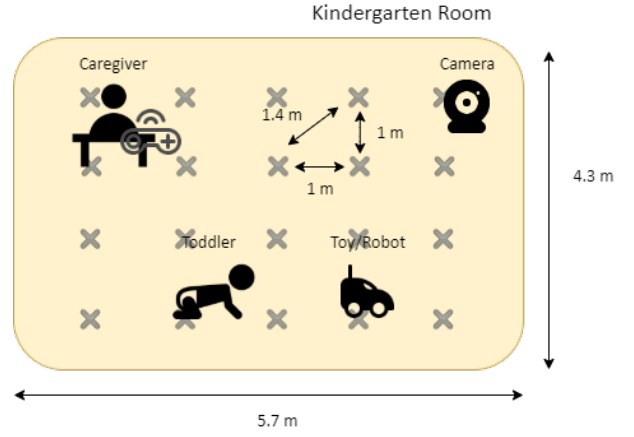 Kindergarten Room
Caregiver
Camera
1.4 m
1 m
1 m
4.3 m
Toddler
Toy/Robot
5.7 m